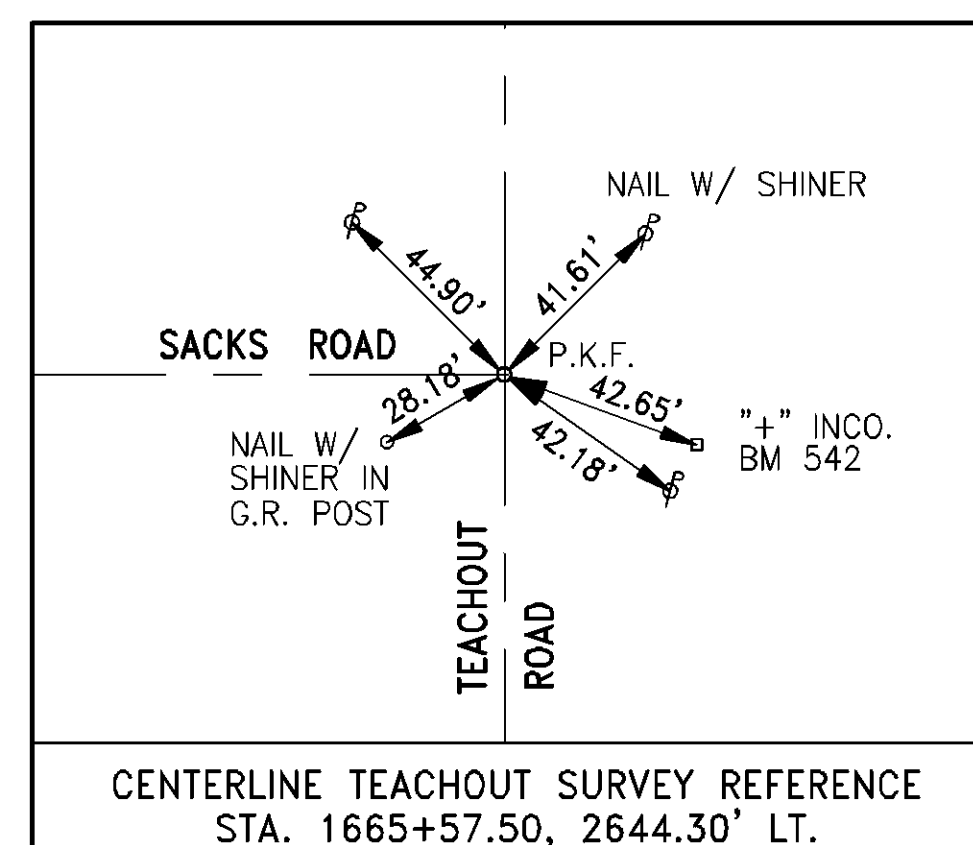 NAIL W/ SHINER
44.90'
41.61'
SACKS ROAD
P.K.F.
28.18'
42.65'
42.18'
"+" INCO.
BM 542
NAIL W/
SHINER IN
G.R. POST
TEACHOUT
ROAD
CENTERLINE TEACHOUT SURVEY REFERENCE
STA. 1665+57.50, 2644.30' LT.